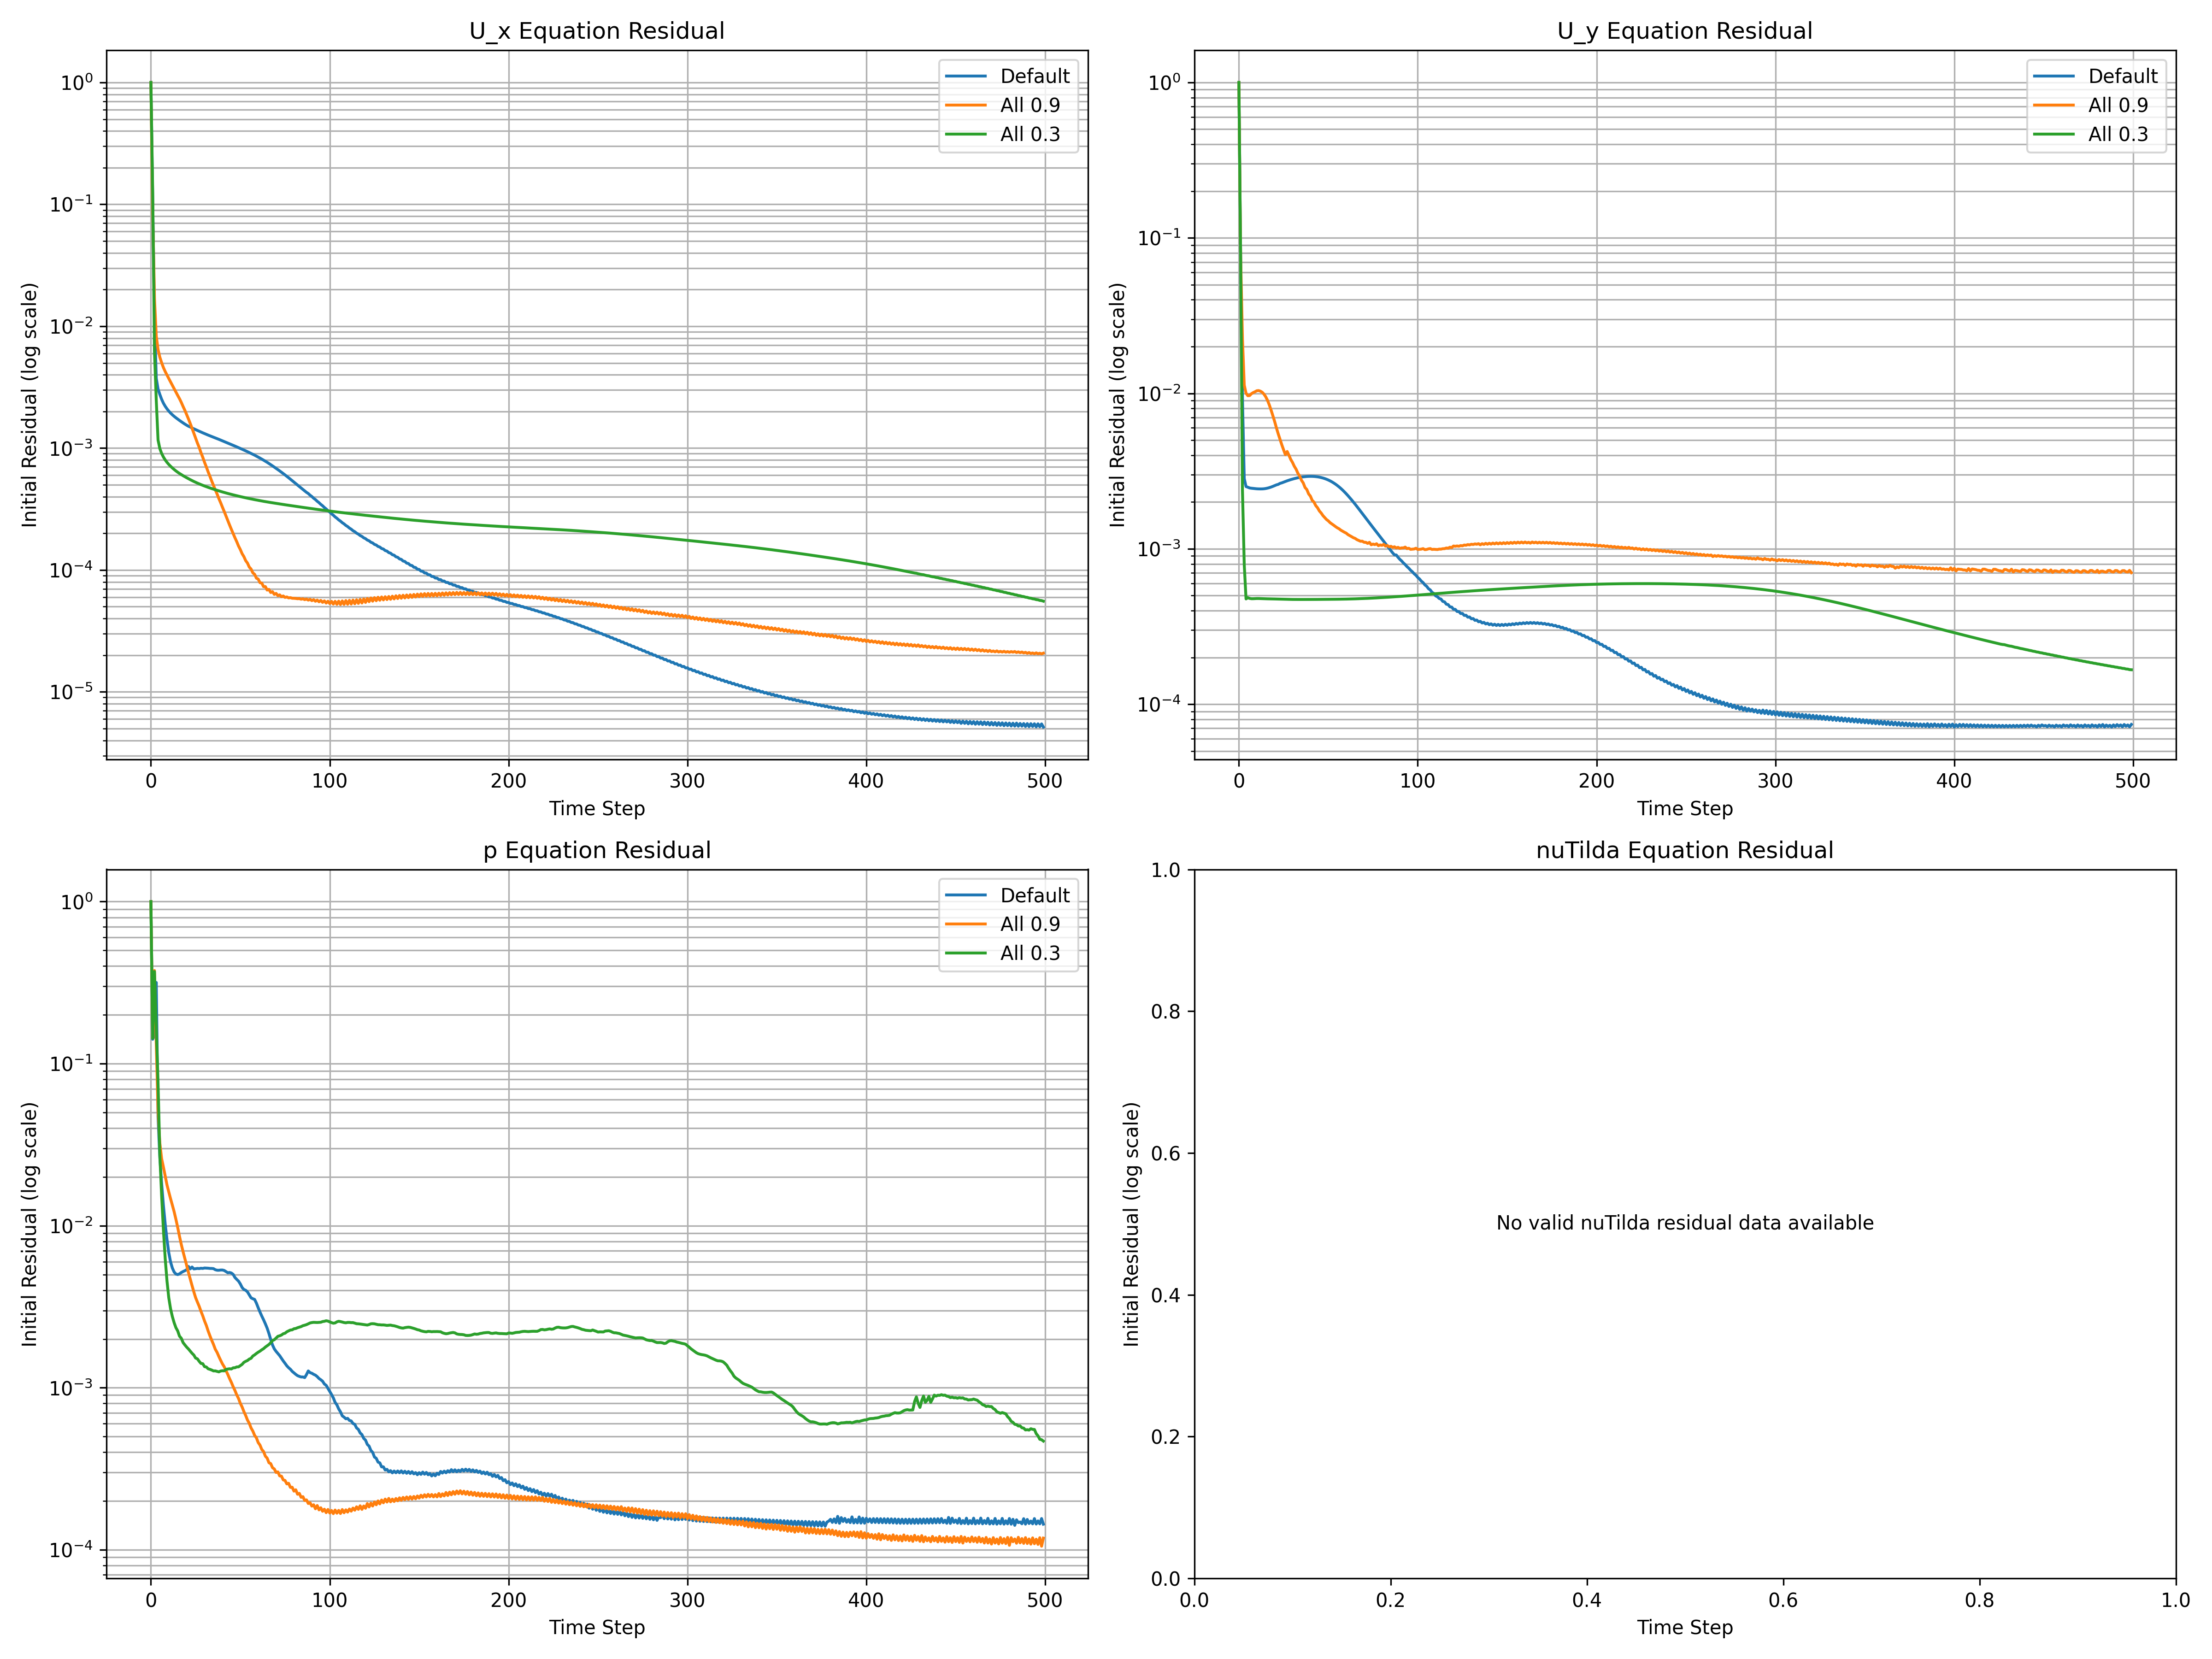 U_x Equation Residual
Initial Residual (log scale)
10⁰
10⁻¹
10⁻²
10⁻³
10⁻⁴
10⁻⁵
Default
All 0.9
All 0.3
0 100 200 300 400 500
Time Step
U_y Equation Residual
Initial Residual (log scale)
10⁰
10⁻¹
10⁻²
10⁻³
10⁻⁴
Default
All 0.9
All 0.3
0 100 200 300 400 500
Time Step
p Equation Residual
Initial Residual (log scale)
10⁰
10⁻¹
10⁻²
10⁻³
10⁻⁴
Default
All 0.9
All 0.3
0 100 200 300 400 500
Time Step
nuTilda Equation Residual
Initial Residual (log scale)
1.0
0.8
0.6
0.4
0.2
0.0
No valid nuTilda residual data available
0.0 0.2 0.4 0.6 0.8 1.0
Time Step